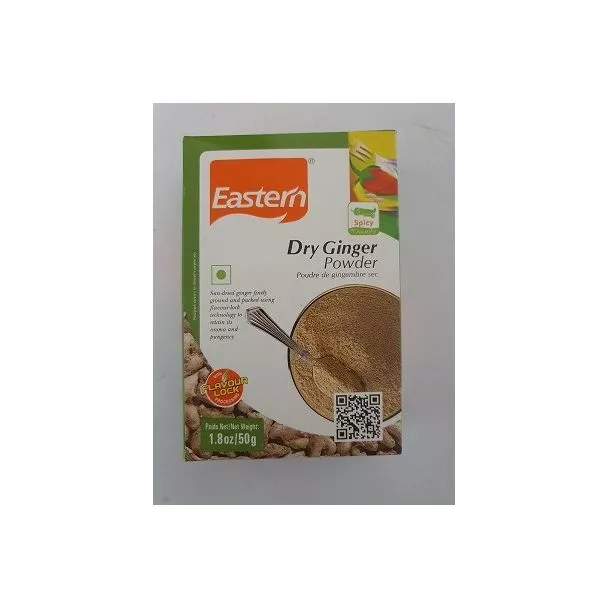 Eastern
®
Spicy
Dry Ginger
Powder
Poudre de gingembre sec
Sun-dried ginger finely
ground and packed using
flavour-lock
technology to
retain its
aroma and
pungency
FLAVOUR
LOCK
Poids Net/Net Weight:
1.8oz/50g